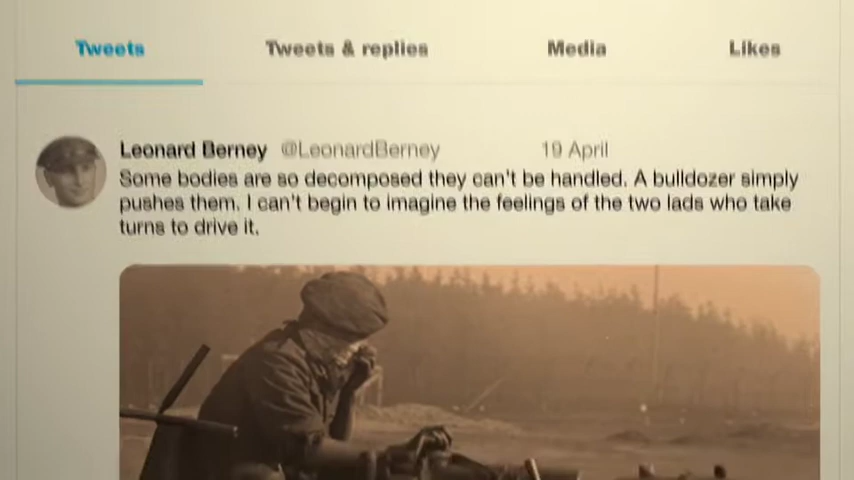 Tweets Tweets & replies Media Likes
Leonard Berney @LeonardBerney 19 April
Some bodies are so decomposed they can't be handled. A bulldozer simply
pushes them. I can't begin to imagine the feelings of the two lads who take
turns to drive it.